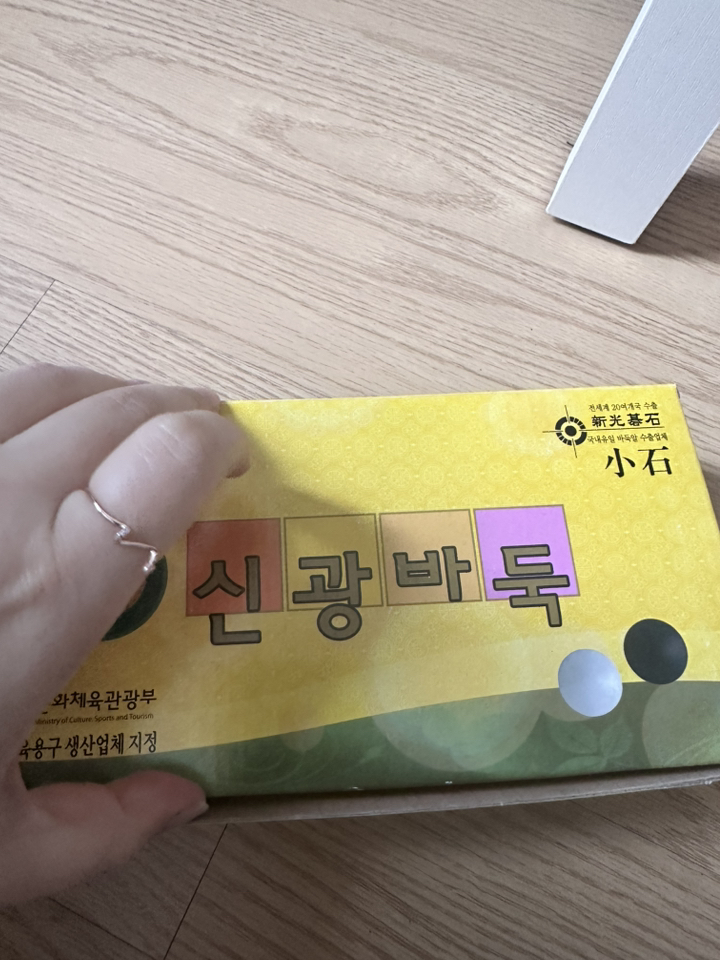 전세계 20여개국 수출
新光碁石
국내유일 바둑알 수출업체
小石
신광바둑
화체육관광부
Ministry of Culture Sports and Tourism
육용구 생산업체 지정